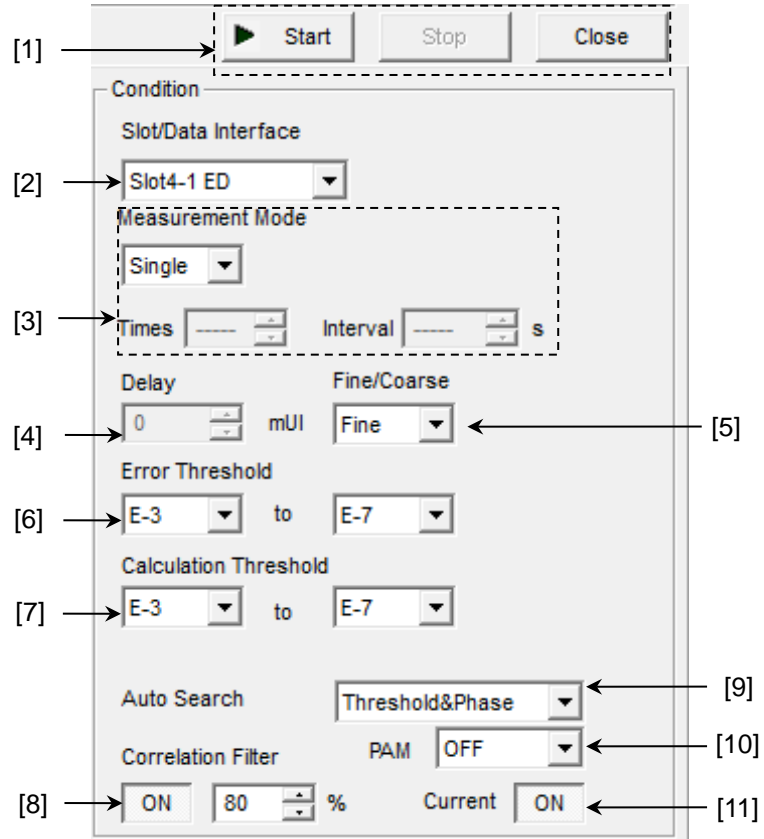 [1] Start Stop Close
Condition
Slot/Data Interface
[2] Slot4-1 ED
Measurement Mode
Single
[3] Times ----- Interval ----- s
Delay Fine/Coarse
[4] 0 mUI Fine [5]
Error Threshold
[6] E-3 to E-7
Calculation Threshold
[7] E-3 to E-7
Auto Search Threshold&Phase [9]
Correlation Filter PAM OFF [10]
[8] ON 80 % Current ON [11]